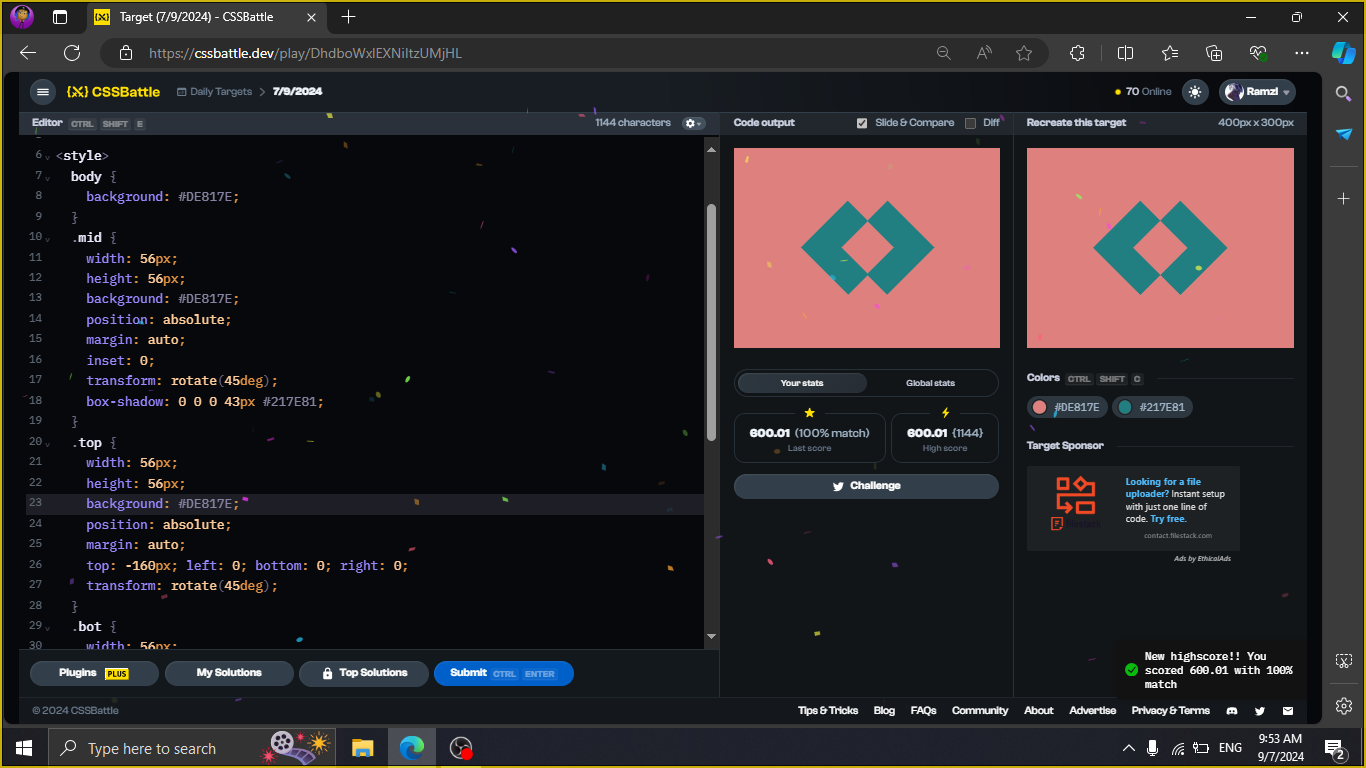 Target (7/9/2024) - CSSBattle
https://cssbattle.dev/play/DhdboWxlEXNiltzUMjHL
{X} CSSBattle
Daily Targets > 7/9/2024
70 Online
Ramzl
Editor CTRL SHIFT E
1144 characters
Code output
Slide & Compare
Diff
Recreate this target
400px x 300px
6 <style>
7 body {
8 background: #DE817E;
9 }
10 .mid {
11 width: 56px;
12 height: 56px;
13 background: #DE817E;
14 position: absolute;
15 margin: auto;
16 inset: 0;
17 transform: rotate(45deg);
18 box-shadow: 0 0 0 43px #217E81;
19 }
20 .top {
21 width: 56px;
22 height: 56px;
23 background: #DE817E;
24 position: absolute;
25 margin: auto;
26 top: -160px; left: 0; bottom: 0; right: 0;
27 transform: rotate(45deg);
28 }
29 .bot {
30 width: 56px;
Your stats
Global stats
600.01 (100% match)
Last score
600.01 {1144}
High score
Challenge
Colors CTRL SHIFT C
#DE817E
#217E81
Target Sponsor
filestack
Looking for a file
uploader? Instant setup
with just one line of
code. Try free.
contact.filestack.com
Ads by EthicalAds
New highscore!! You
scored 600.01 with 100%
match
Plugins PLUS
My Solutions
Top Solutions
Submit CTRL ENTER
© 2024 CSSBattle
Tips & Tricks
Blog
FAQs
Community
About
Advertise
Privacy & Terms
Type here to search
ENG
9:53 AM
9/7/2024
2